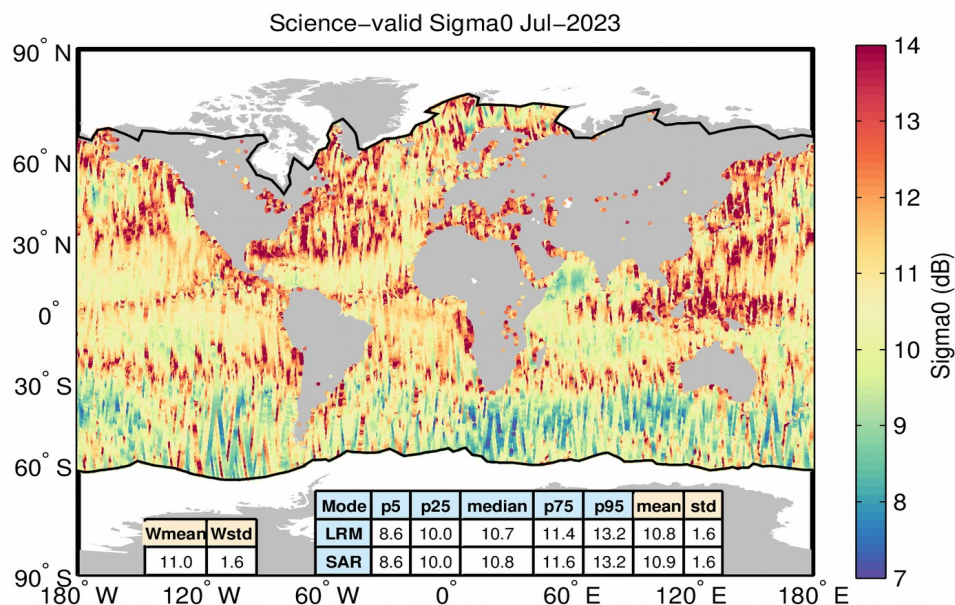 Science−valid Sigma0 Jul−2023
90° N
60° N
30° N
0°
30° S
60° S
90° S
180° W
120° W
60° W
0°
60° E
120° E
180° E
Mode p5 p25 median p75 p95 mean std
LRM 8.6 10.0 10.7 11.4 13.2 10.8 1.6
SAR 8.6 10.0 10.8 11.6 13.2 10.9 1.6
Wmean Wstd
11.0 1.6
14
13
12
11
10
9
8
7
Sigma0 (dB)